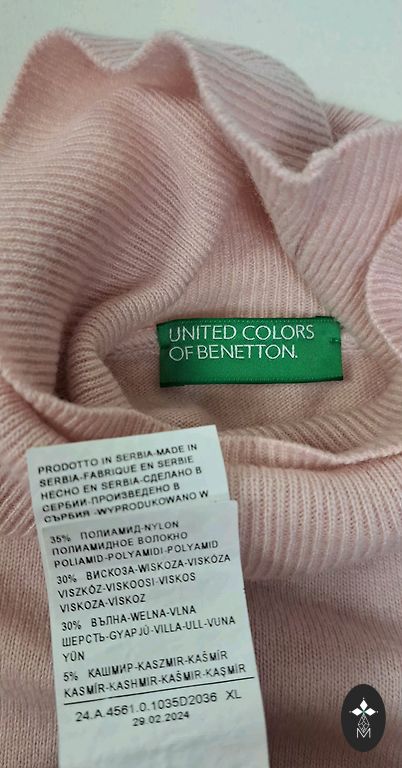 UNITED COLORS
OF BENETTON.
PRODOTTO IN SERBIA-MADE IN
SERBIA-FABRIQUE EN SERBIE
HECHO EN SERBIA-СДЕЛАНО В
СЕРБИИ-ПРОИЗВЕДЕНО В
СЪРБИЯ -WYPRODUKOWANO W
35% ПОЛИАМИД-NYLON
ПОЛИАМИДНОЕ ВОЛОКНО
POLIAMID-POLYAMIDI-POLYAMID
30% ВИСКОЗА-WISKOZA-VISKÓZA
VISZKÓZ-VISKOOSI-VISKOS
VISKOZA-VÍSKOZ
30% ВЪЛНА-WELNA-VLNA
ШЕРСТЬ-GYAPJÚ-VILLA-ULL-VUNA
YÜN
5% КАШМИР-KASZMIR-KAŠMÍR
KASMÍR-KASHMIR-KAŠMIR-KAŞMİR
24.A.4561.0.1035D2036 XL
29.02.2024
M